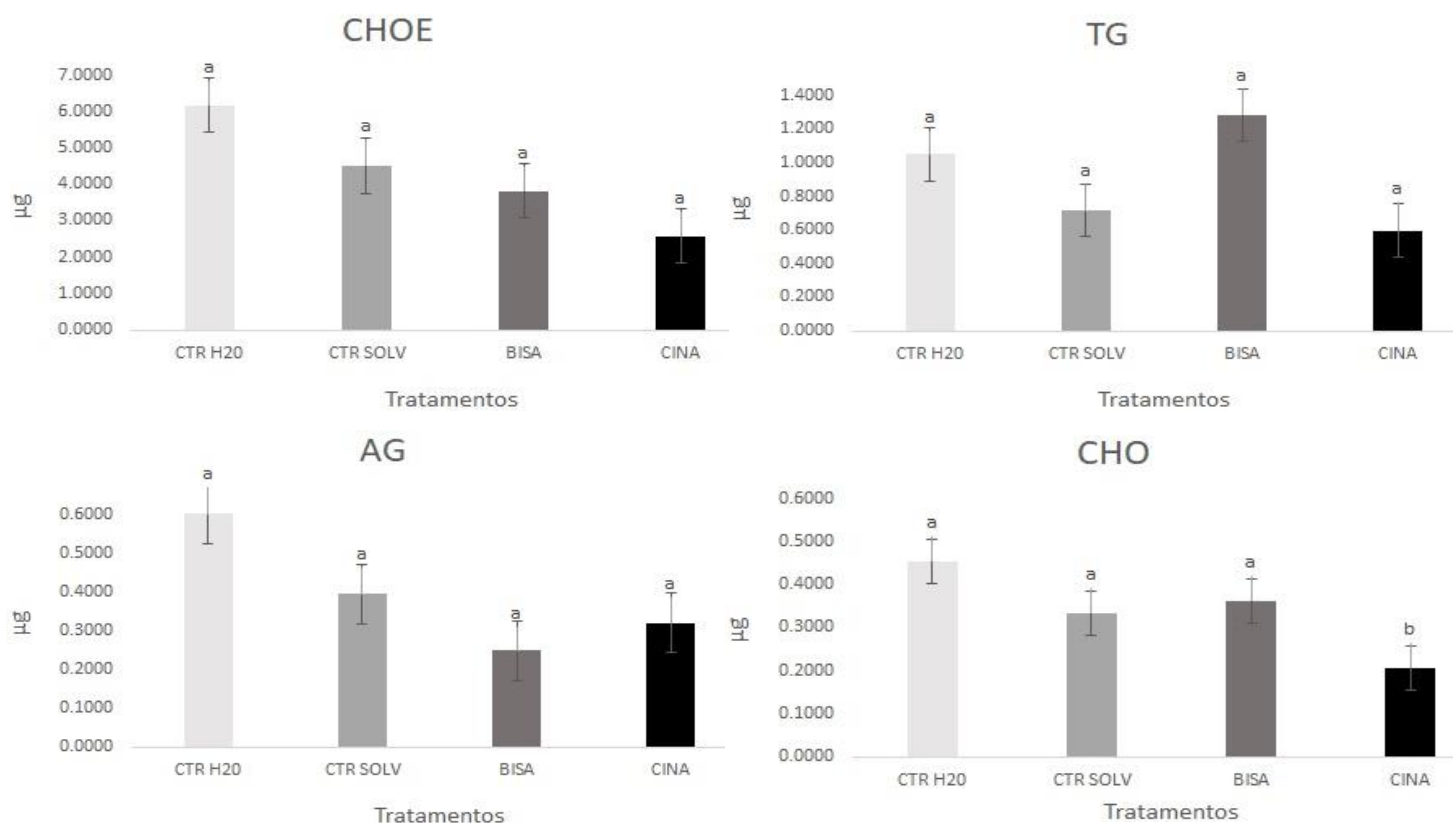 CHOE
7.0000
6.0000
5.0000
4.0000
3.0000
2.0000
1.0000
0.0000
µg
a
a
a
a
CTR H20
CTR SOLV
BISA
CINA
Tratamentos
TG
1.4000
1.2000
1.0000
0.8000
0.6000
0.4000
0.2000
0.0000
µg
a
a
a
a
CTR H20
CTR SOLV
BISA
CINA
Tratamentos
AG
0.6000
0.5000
0.4000
0.3000
0.2000
0.1000
0.0000
µg
a
a
a
a
CTR H20
CTR SOLV
BISA
CINA
Tratamentos
CHO
0.6000
0.5000
0.4000
0.3000
0.2000
0.1000
0.0000
µg
a
a
a
b
CTR H20
CTR SOLV
BISA
CINA
Tratamentos